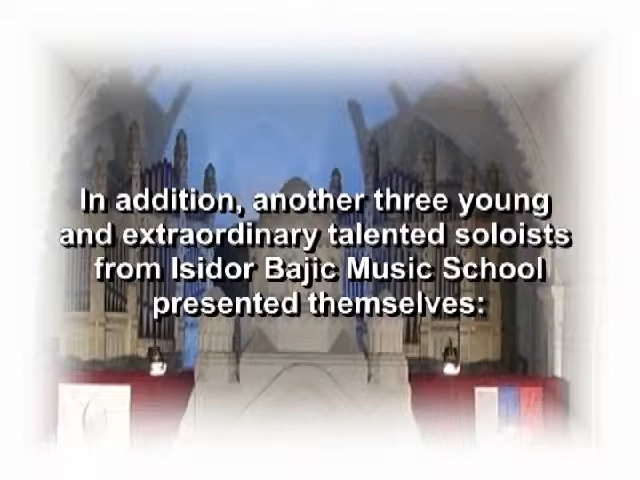 In addition, another three young
and extraordinary talented soloists
from Isidor Bajic Music School
presented themselves: